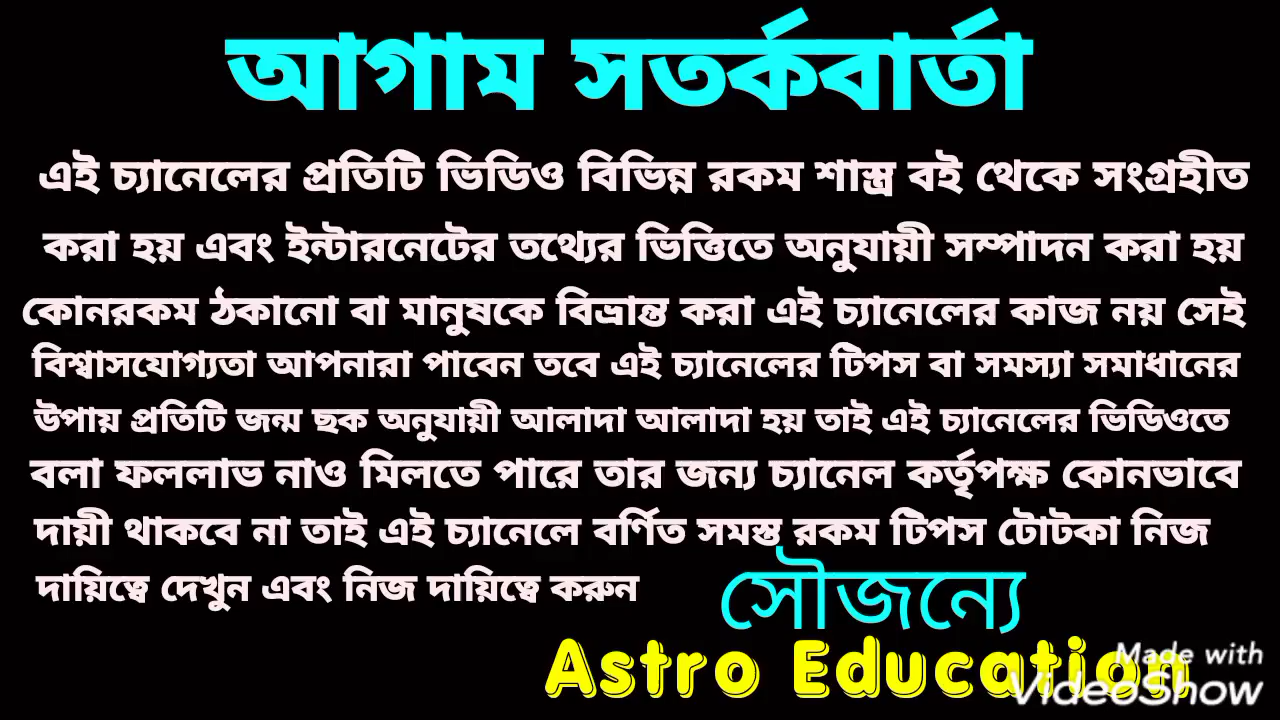 আগাম সতর্কবার্তা
এই চ্যানেলের প্রতিটি ভিডিও বিভিন্ন রকম শাস্ত্র বই থেকে সংগ্রহীত
করা হয় এবং ইন্টারনেটের তথ্যের ভিত্তিতে অনুযায়ী সম্পাদন করা হয়
কোনরকম ঠকানো বা মানুষকে বিভ্রান্ত করা এই চ্যানেলের কাজ নয় সেই
বিশ্বাসযোগ্যতা আপনারা পাবেন তবে এই চ্যানেলের টিপস বা সমস্যা সমাধানের
উপায় প্রতিটি জন্ম ছক অনুযায়ী আলাদা আলাদা হয় তাই এই চ্যানেলের ভিডিওতে
বলা ফললাভ নাও মিলতে পারে তার জন্য চ্যানেল কর্তৃপক্ষ কোনভাবে
দায়ী থাকবে না তাই এই চ্যানেলে বর্ণিত সমস্ত রকম টিপস টোটকা নিজ
দায়িত্বে দেখুন এবং নিজ দায়িত্বে করুন
সৌজন্যে
Astro Education
Made with
VideoShow